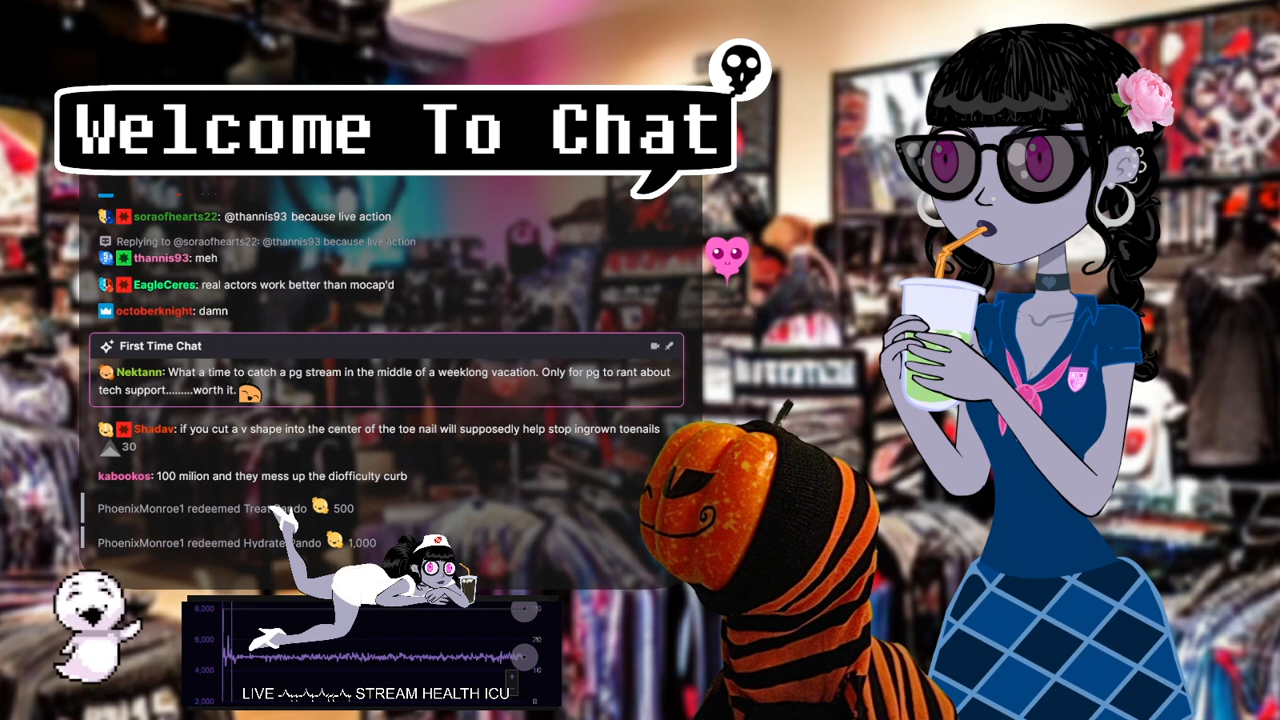 Welcome To Chat
soraofhearts22: @thannis93 because live action
Replying to @soraofhearts22: @thannis93 because live action
thannis93: meh
EagleCeres: real actors work better than mocap'd
octoberknight: damn
First Time Chat
Nektann: What a time to catch a pg stream in the middle of a weeklong vacation. Only for pg to rant about
tech support.........worth it.
Shadav: if you cut a v shape into the center of the toe nail will supposedly help stop ingrown toenails
30
kabookos: 100 milion and they mess up the diofficulty curb
PhoenixMonroe1 redeemed Treat Pando 500
PhoenixMonroe1 redeemed Hydrate Pando 1,000
8,000
6,000
4,000
2,000
LIVE STREAM HEALTH ICU